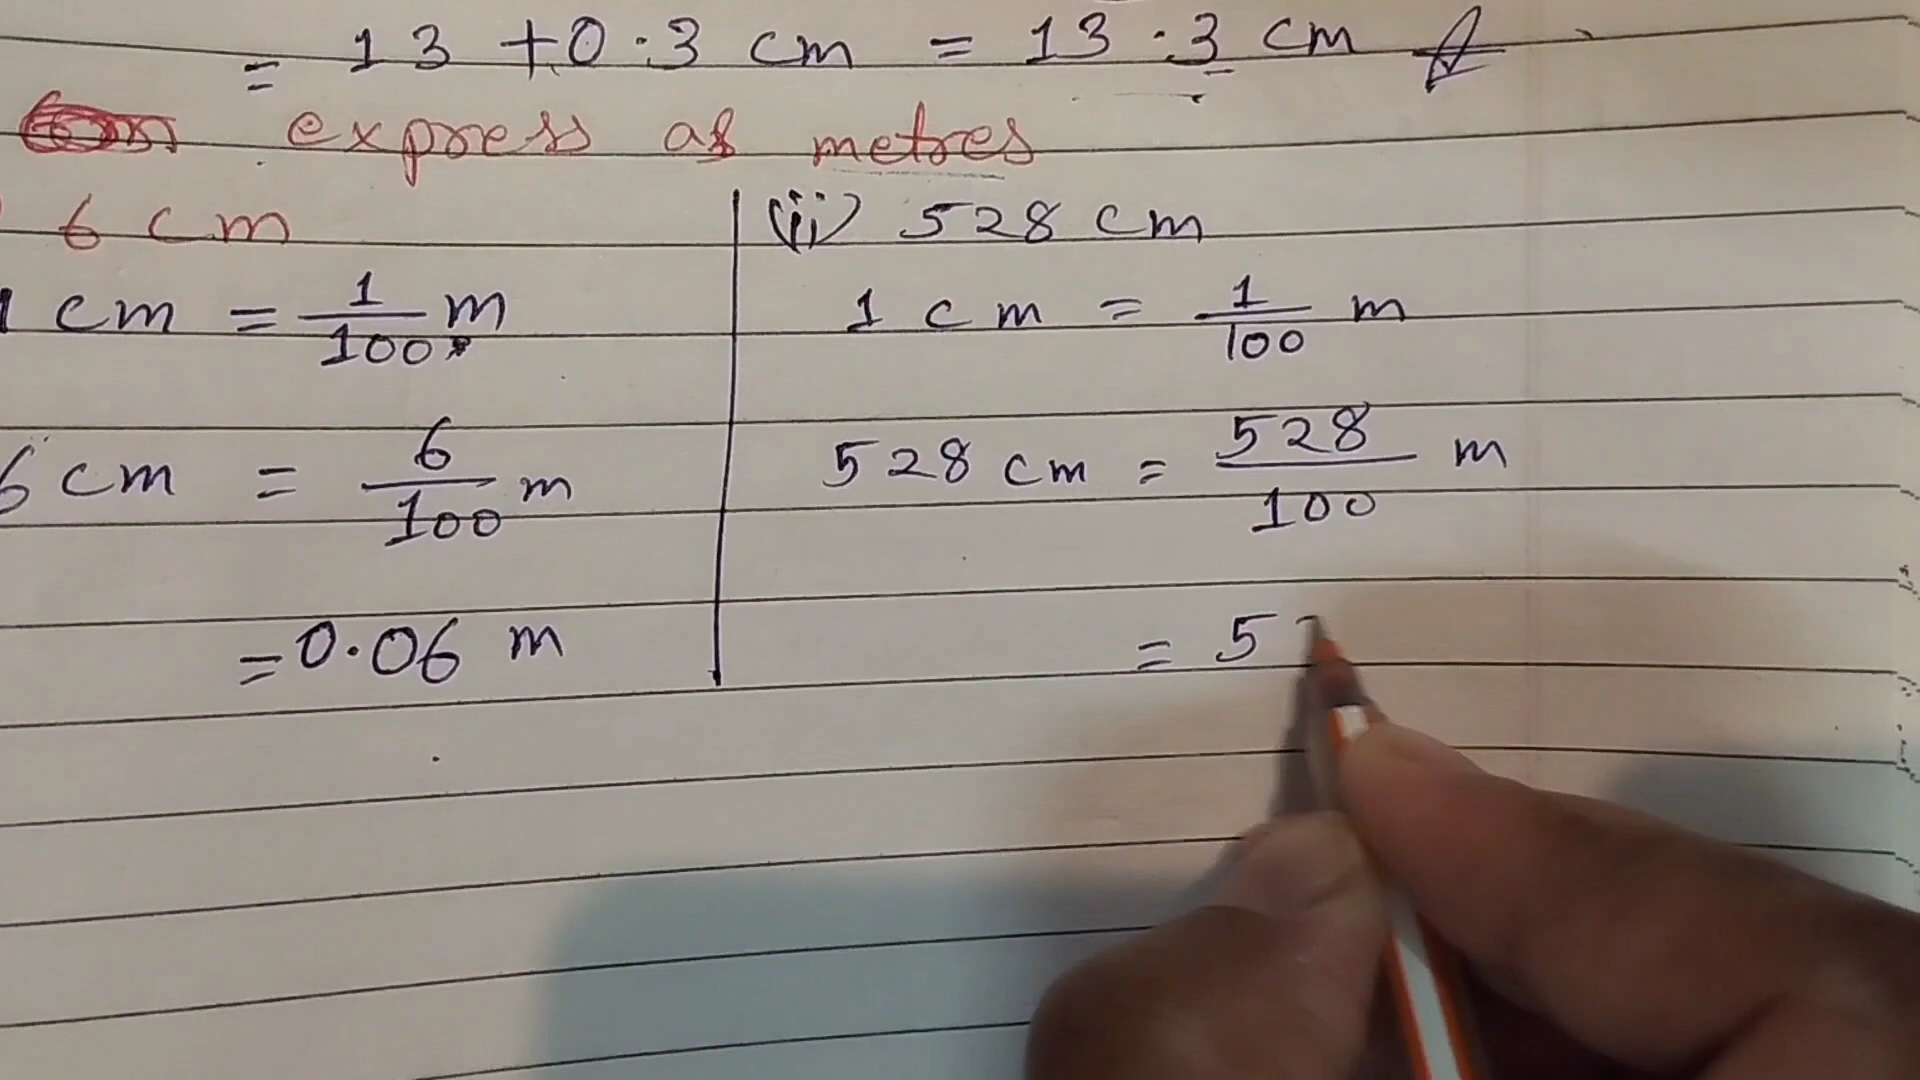 = 13 + 0.3 cm = 13.3 cm
express as metres
6 cm
(ii) 528 cm
1 cm = 1/100 m
1 cm = 1/100 m
6 cm = 6/100 m
528 cm = 528/100 m
= 0.06 m
= 5